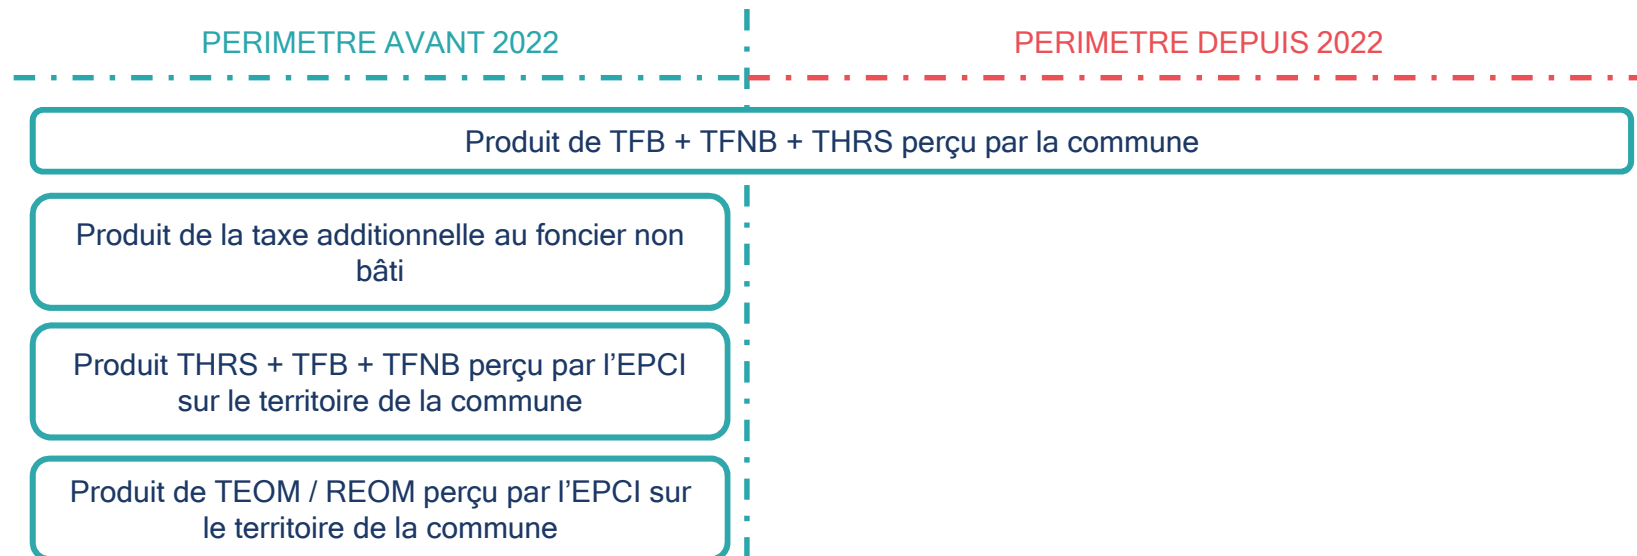 PERIMETRE AVANT 2022
PERIMETRE DEPUIS 2022
Produit de TFB + TFNB + THRS perçu par la commune
Produit de la taxe additionnelle au foncier non
bâti
Produit THRS + TFB + TFNB perçu par l’EPCI
sur le territoire de la commune
Produit de TEOM / REOM perçu par l’EPCI sur
le territoire de la commune